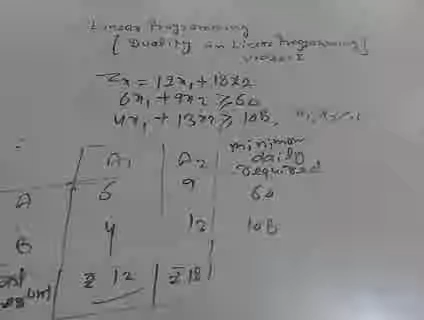 Linear Programming
[ Duality in Linear Programming ]
Zx = 12x1 + 18x2
6x1 + 9x2 ≥ 60
4x1 + 13x2 ≥ 108,
A1 A2 minimum
daily
required
A 6 9 60
B 4 13 108
12 18